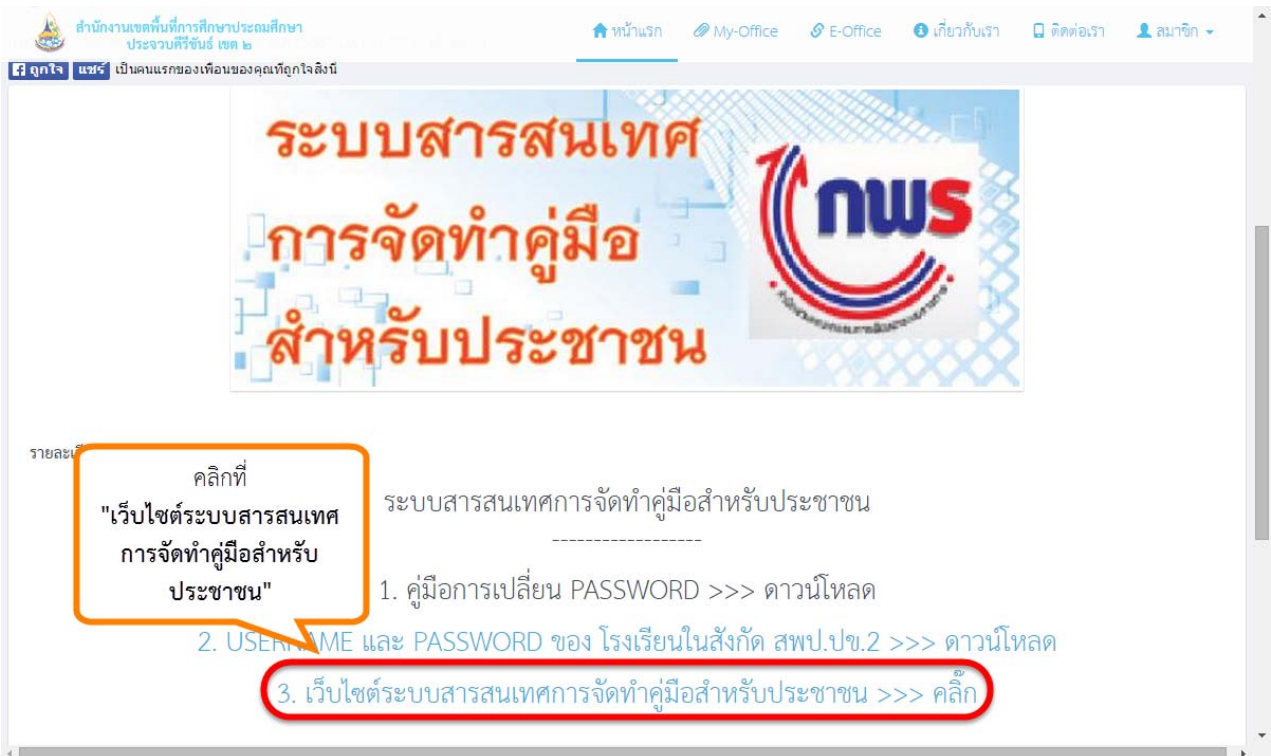 สำนักงานเขตพื้นที่การศึกษาประถมศึกษา
ประจวบคีรีขันธ์ เขต ๒
หน้าแรก My-Office E-Office เกี่ยวกับเรา ติดต่อเรา สมาชิก
ถูกใจ แชร์ เป็นคนแรกของเพื่อนของคุณที่ถูกใจสิ่งนี้
ระบบสารสนเทศ
การจัดทำคู่มือ
สำหรับประชาชน
กพร
คลิกที่
"เว็บไซต์ระบบสารสนเทศ
การจัดทำคู่มือสำหรับ
ประชาชน"
ระบบสารสนเทศการจัดทำคู่มือสำหรับประชาชน
------------------
1. คู่มือการเปลี่ยน PASSWORD >>> ดาวน์โหลด
2. USERNAME และ PASSWORD ของ โรงเรียนในสังกัด สพป.ปข.2 >>> ดาวน์โหลด
3. เว็บไซต์ระบบสารสนเทศการจัดทำคู่มือสำหรับประชาชน >>> คลิ๊ก